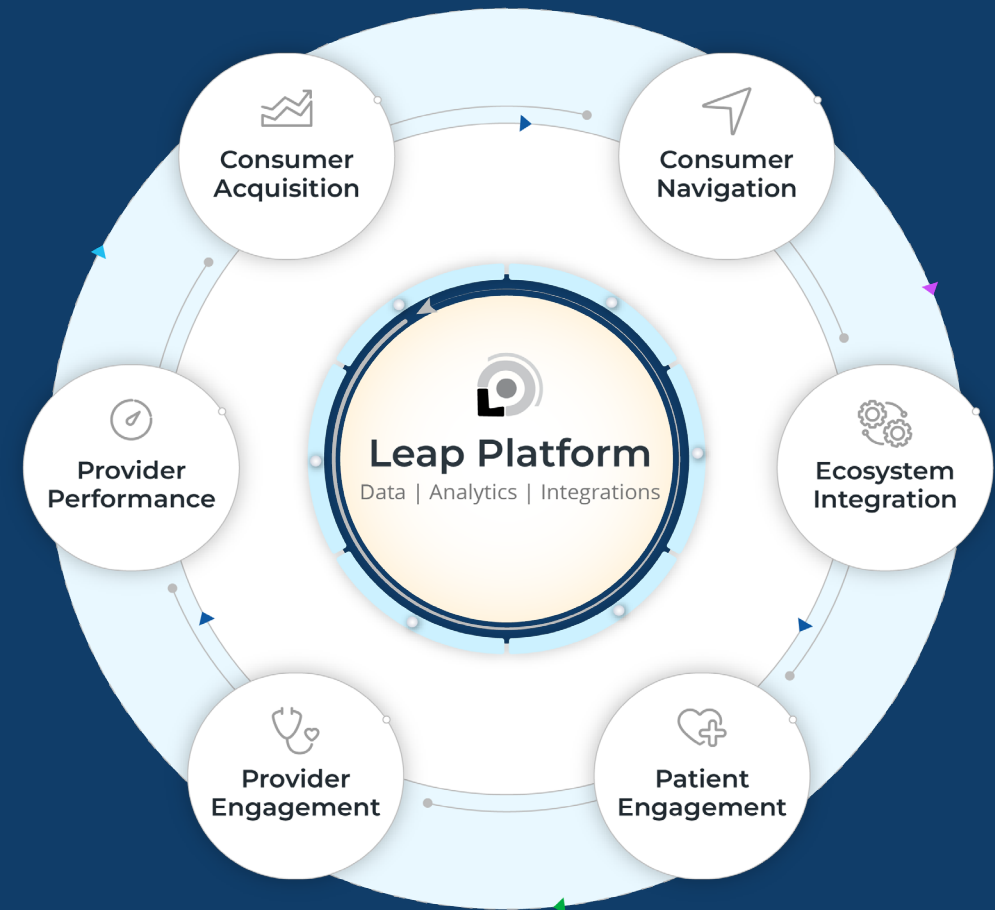 Consumer
Acquisition
Consumer
Navigation
Provider
Performance
Leap Platform
Data | Analytics | Integrations
Ecosystem
Integration
Provider
Engagement
Patient
Engagement